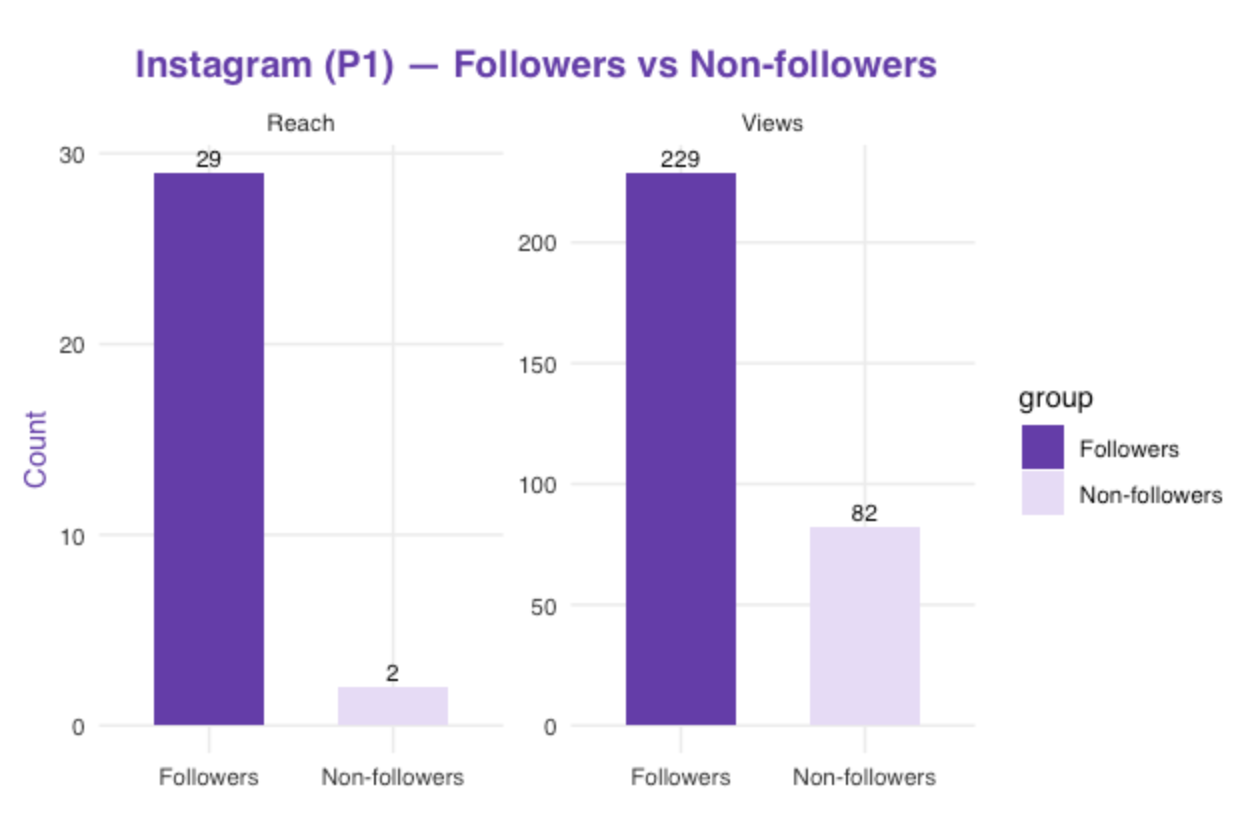 Instagram (P1) — Followers vs Non-followers
Reach
Views
Count
30
20
10
0
29
2
Followers
Non-followers
200
150
100
50
0
229
82
Followers
Non-followers
group
Followers
Non-followers